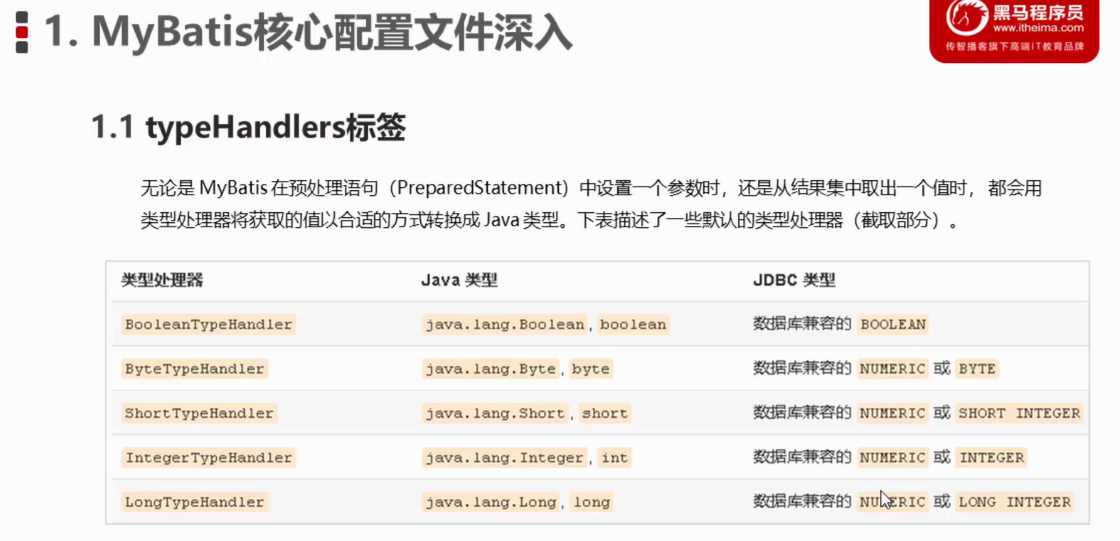 1. MyBatis核心配置文件深入
黑马程序员
www.itheima.com
传智播客旗下高端IT教育品牌
1.1 typeHandlers标签
无论是 MyBatis 在预处理语句（PreparedStatement）中设置一个参数时，还是从结果集中取出一个值时， 都会用
类型处理器将获取的值以合适的方式转换成 Java 类型。下表描述了一些默认的类型处理器（截取部分）。
类型处理器 Java 类型 JDBC 类型
BooleanTypeHandler java.lang.Boolean, boolean 数据库兼容的 BOOLEAN
ByteTypeHandler java.lang.Byte, byte 数据库兼容的 NUMERIC 或 BYTE
ShortTypeHandler java.lang.Short, short 数据库兼容的 NUMERIC 或 SHORT INTEGER
IntegerTypeHandler java.lang.Integer, int 数据库兼容的 NUMERIC 或 INTEGER
LongTypeHandler java.lang.Long, long 数据库兼容的 NUMERIC 或 LONG INTEGER